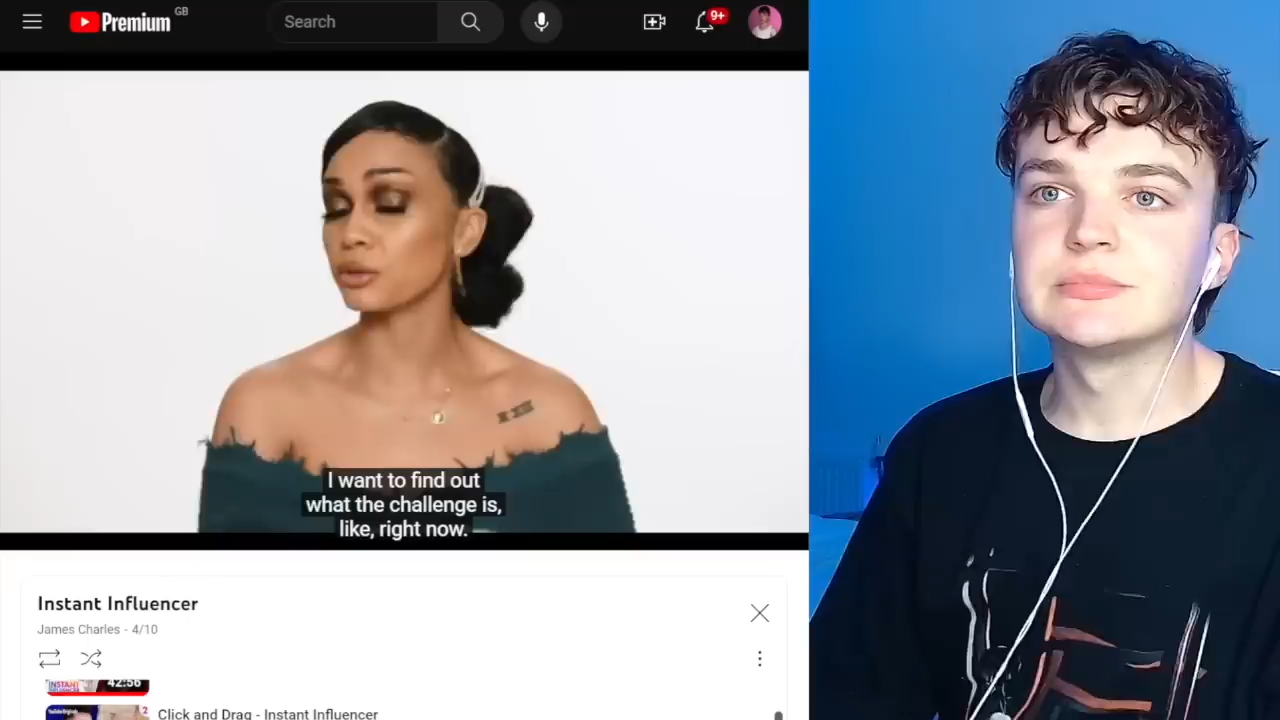 Premium GB
Search
9+
I want to find out
what the challenge is,
like, right now.
Instant Influencer
James Charles - 4/10
42:56
Click and Drag - Instant Influencer